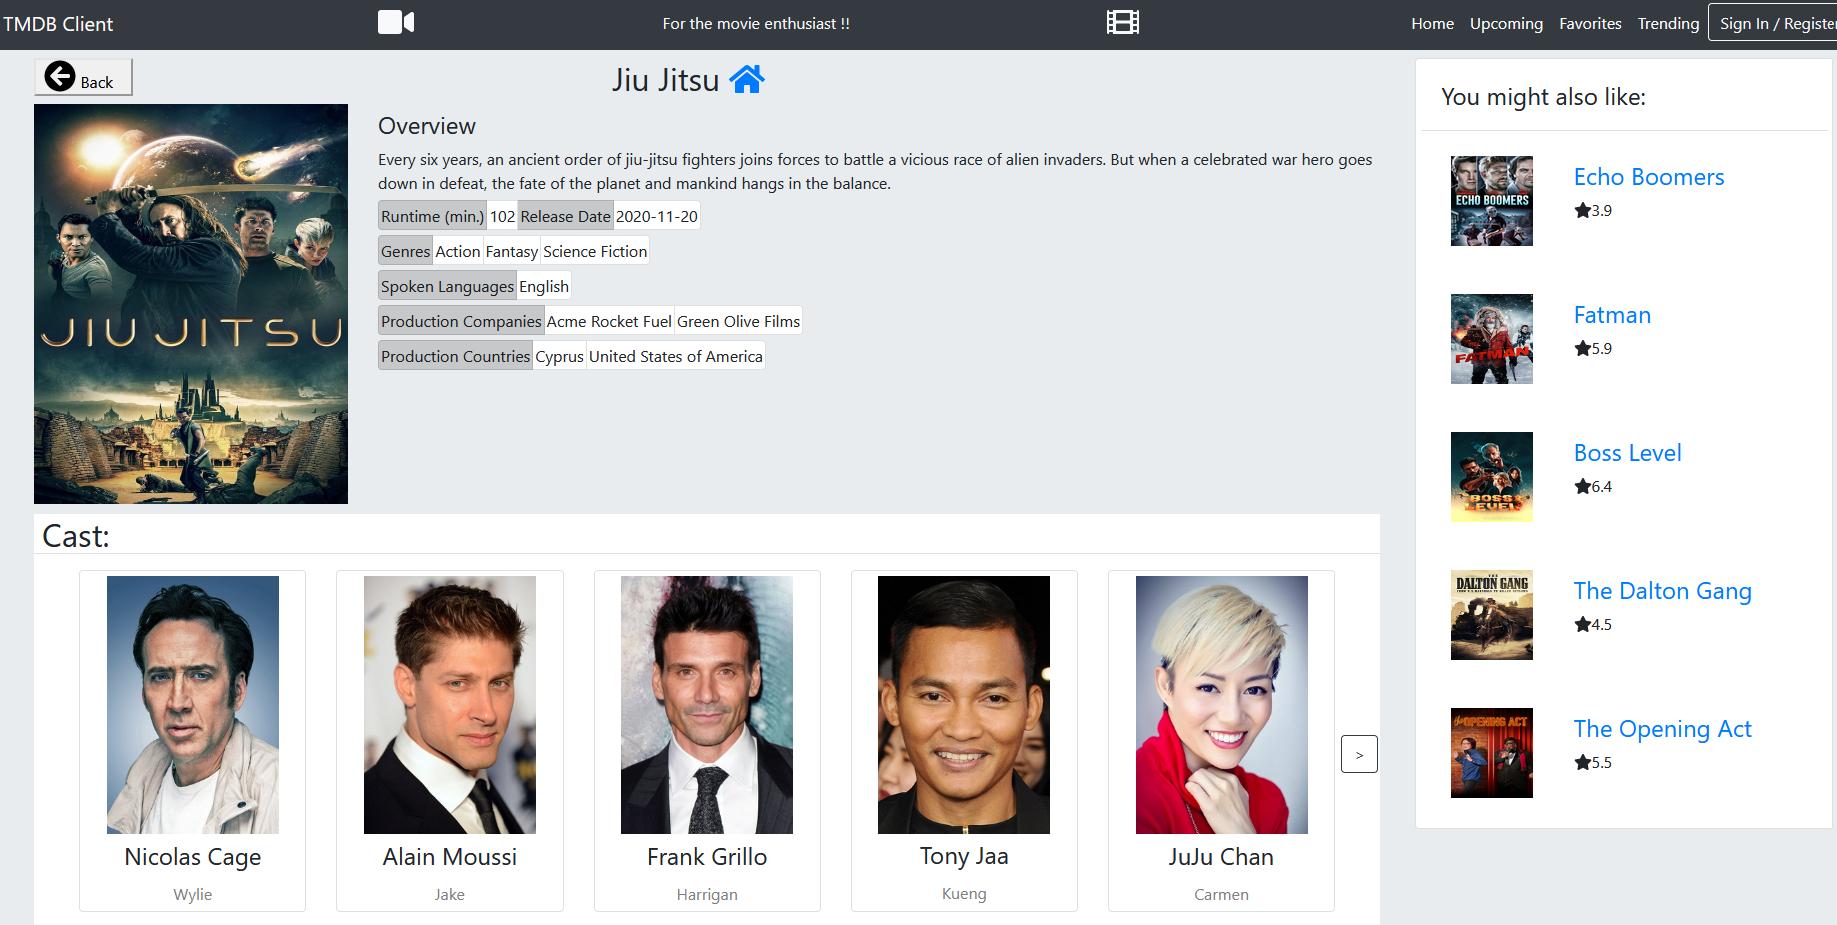 TMDB Client
For the movie enthusiast !!
Home Upcoming Favorites Trending Sign In / Register
Back
Jiu Jitsu
JIU JITSU
Overview
Every six years, an ancient order of jiu-jitsu fighters joins forces to battle a vicious race of alien invaders. But when a celebrated war hero goes
down in defeat, the fate of the planet and mankind hangs in the balance.
Runtime (min.) 102 Release Date 2020-11-20
Genres Action Fantasy Science Fiction
Spoken Languages English
Production Companies Acme Rocket Fuel Green Olive Films
Production Countries Cyprus United States of America
Cast:
Nicolas Cage
Wylie
Alain Moussi
Jake
Frank Grillo
Harrigan
Tony Jaa
Kueng
JuJu Chan
Carmen
>
You might also like:
ECHO BOOMERS
Echo Boomers
3.9
FATMAN
Fatman
5.9
BOSS LEVEL
Boss Level
6.4
THE
DALTON GANG
The Dalton Gang
4.5
the OPENING ACT
The Opening Act
5.5